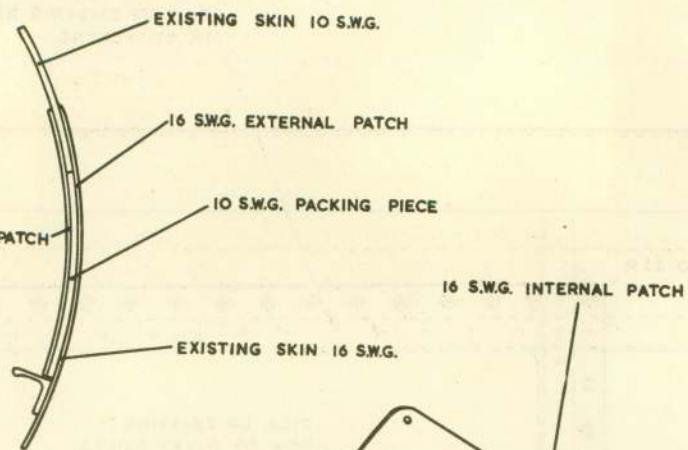 EXISTING SKIN 10 S.W.G.
16 S.W.G. EXTERNAL PATCH
10 S.W.G. PACKING PIECE
PATCH
16 S.W.G. INTERNAL PATCH
EXISTING SKIN 16 S.W.G.